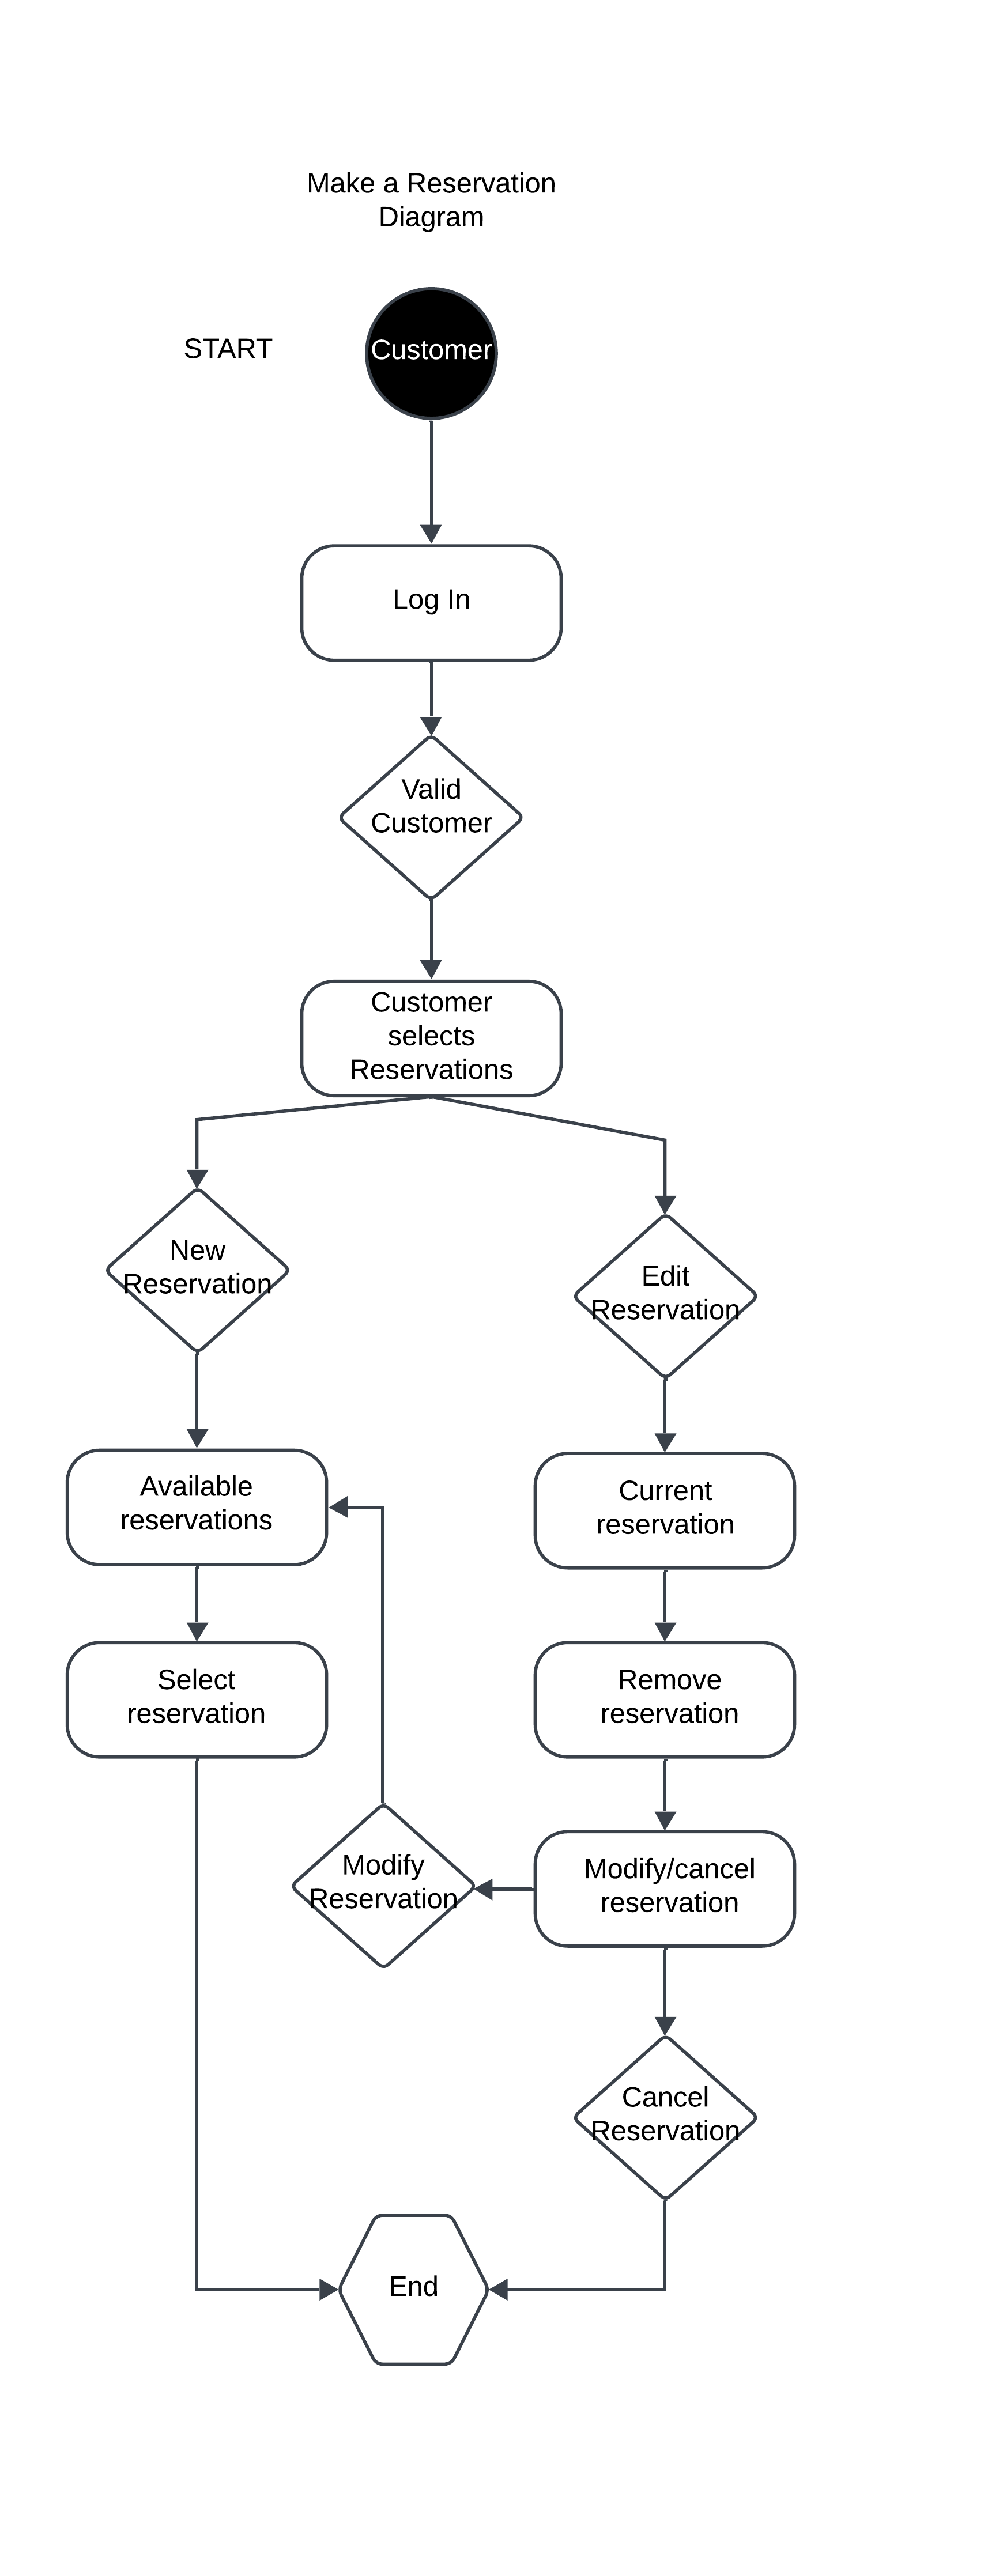 Make a Reservation
Diagram
START
Customer
Log In
Valid
Customer
Customer
selects
Reservations
New
Reservation
Edit
Reservation
Available
reservations
Current
reservation
Select
reservation
Remove
reservation
Modify
Reservation
Modify/cancel
reservation
Cancel
Reservation
End